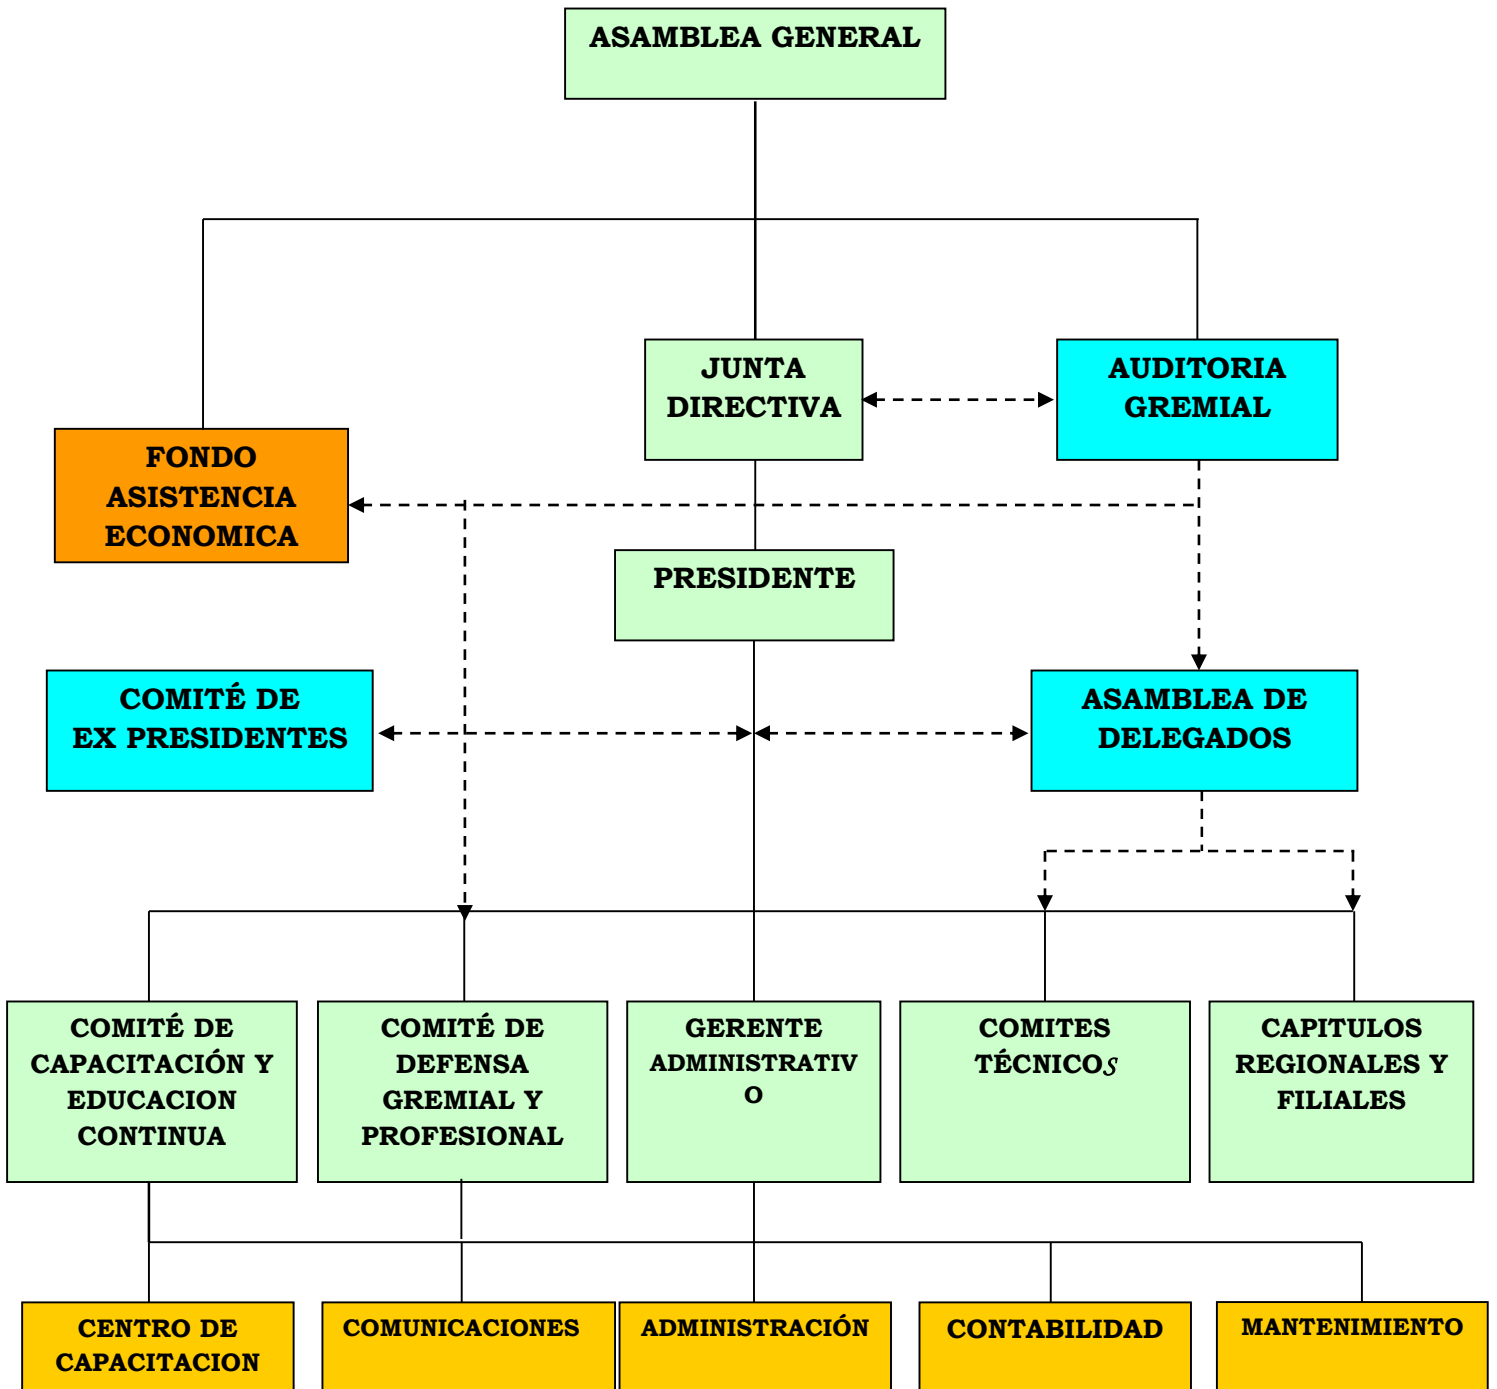 ASAMBLEA GENERAL
JUNTA
DIRECTIVA
AUDITORIA
GREMIAL
FONDO
ASISTENCIA
ECONOMICA
PRESIDENTE
COMITÉ DE
EX PRESIDENTES
ASAMBLEA DE
DELEGADOS
COMITÉ DE
CAPACITACIÓN Y
EDUCACION
CONTINUA
COMITÉ DE
DEFENSA
GREMIAL Y
PROFESIONAL
GERENTE
ADMINISTRATIV
O
COMITES
TÉCNICOS
CAPITULOS
REGIONALES Y
FILIALES
CENTRO DE
CAPACITACION
COMUNICACIONES
ADMINISTRACIÓN
CONTABILIDAD
MANTENIMIENTO